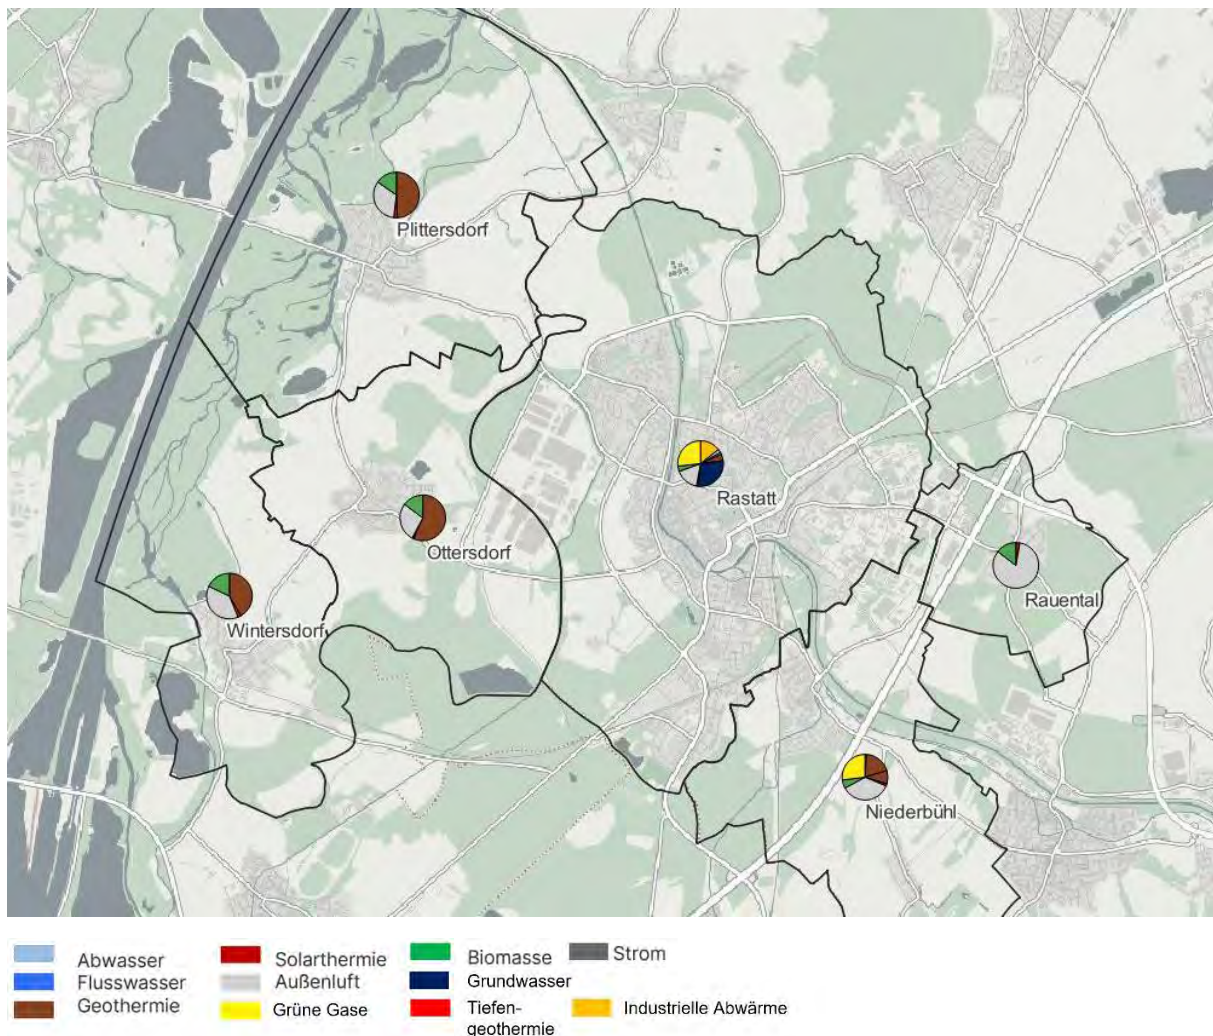 Plittersdorf
Rastatt
Ottersdorf
Rauental
Wintersdorf
Niederbühl
Abwasser
Flusswasser
Geothermie
Solarthermie
Außenluft
Grüne Gase
Biomasse
Grundwasser
Tiefen-
geothermie
Strom
Industrielle Abwärme